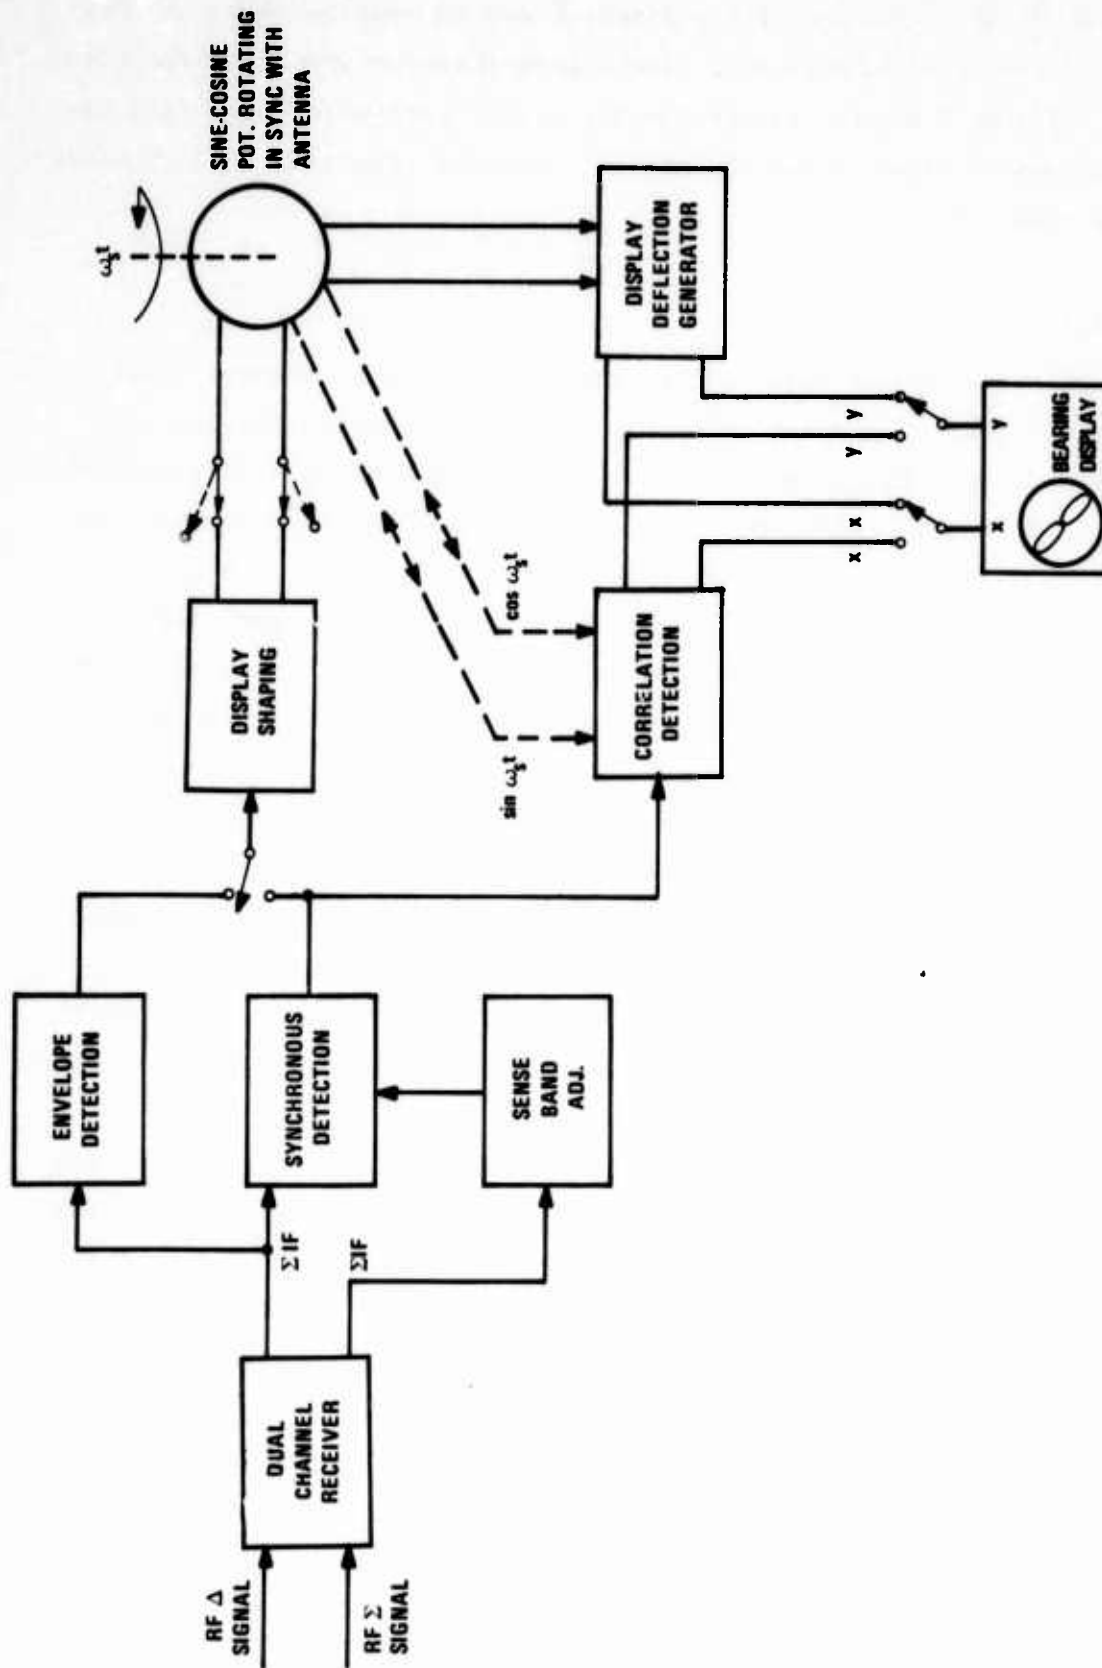 RF Δ
SIGNAL
RF Σ
SIGNAL
DUAL
CHANNEL
RECEIVER
Σ IF
ΣIF
ENVELOPE
DETECTION
SYNCHRONOUS
DETECTION
SENSE
BAND
ADJ.
DISPLAY
SHAPING
sin ωst
cos ωst
CORRELATION
DETECTION
ωst
SINE-COSINE
POT. ROTATING
IN SYNC WITH
ANTENNA
DISPLAY
DEFLECTION
GENERATOR
x
x
y
y
x
y
BEARING
DISPLAY